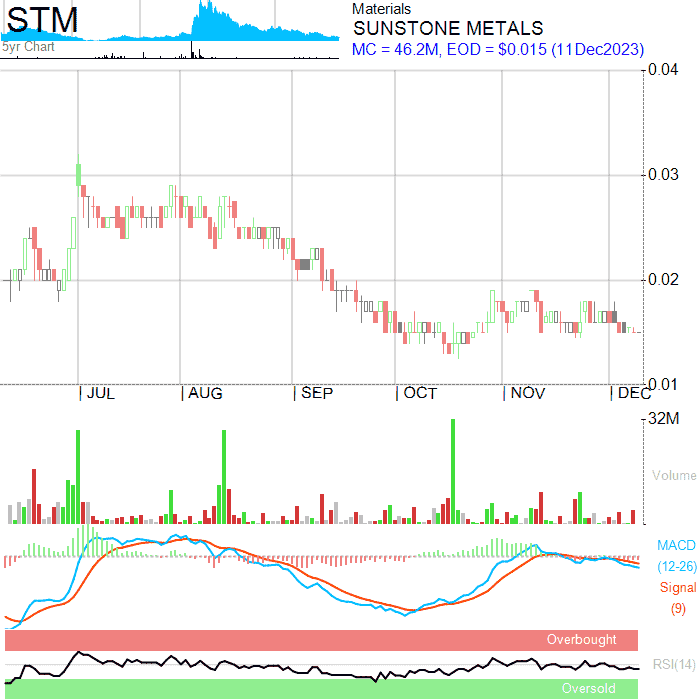 STM
5yr Chart
Materials
SUNSTONE METALS
MC = 46.2M, EOD = $0.015 (11Dec2023)
0.04
0.03
0.02
0.01
JUL AUG SEP OCT NOV DEC
32M
Volume
MACD
(12-26)
Signal
(9)
Overbought
RSI(14)
Oversold